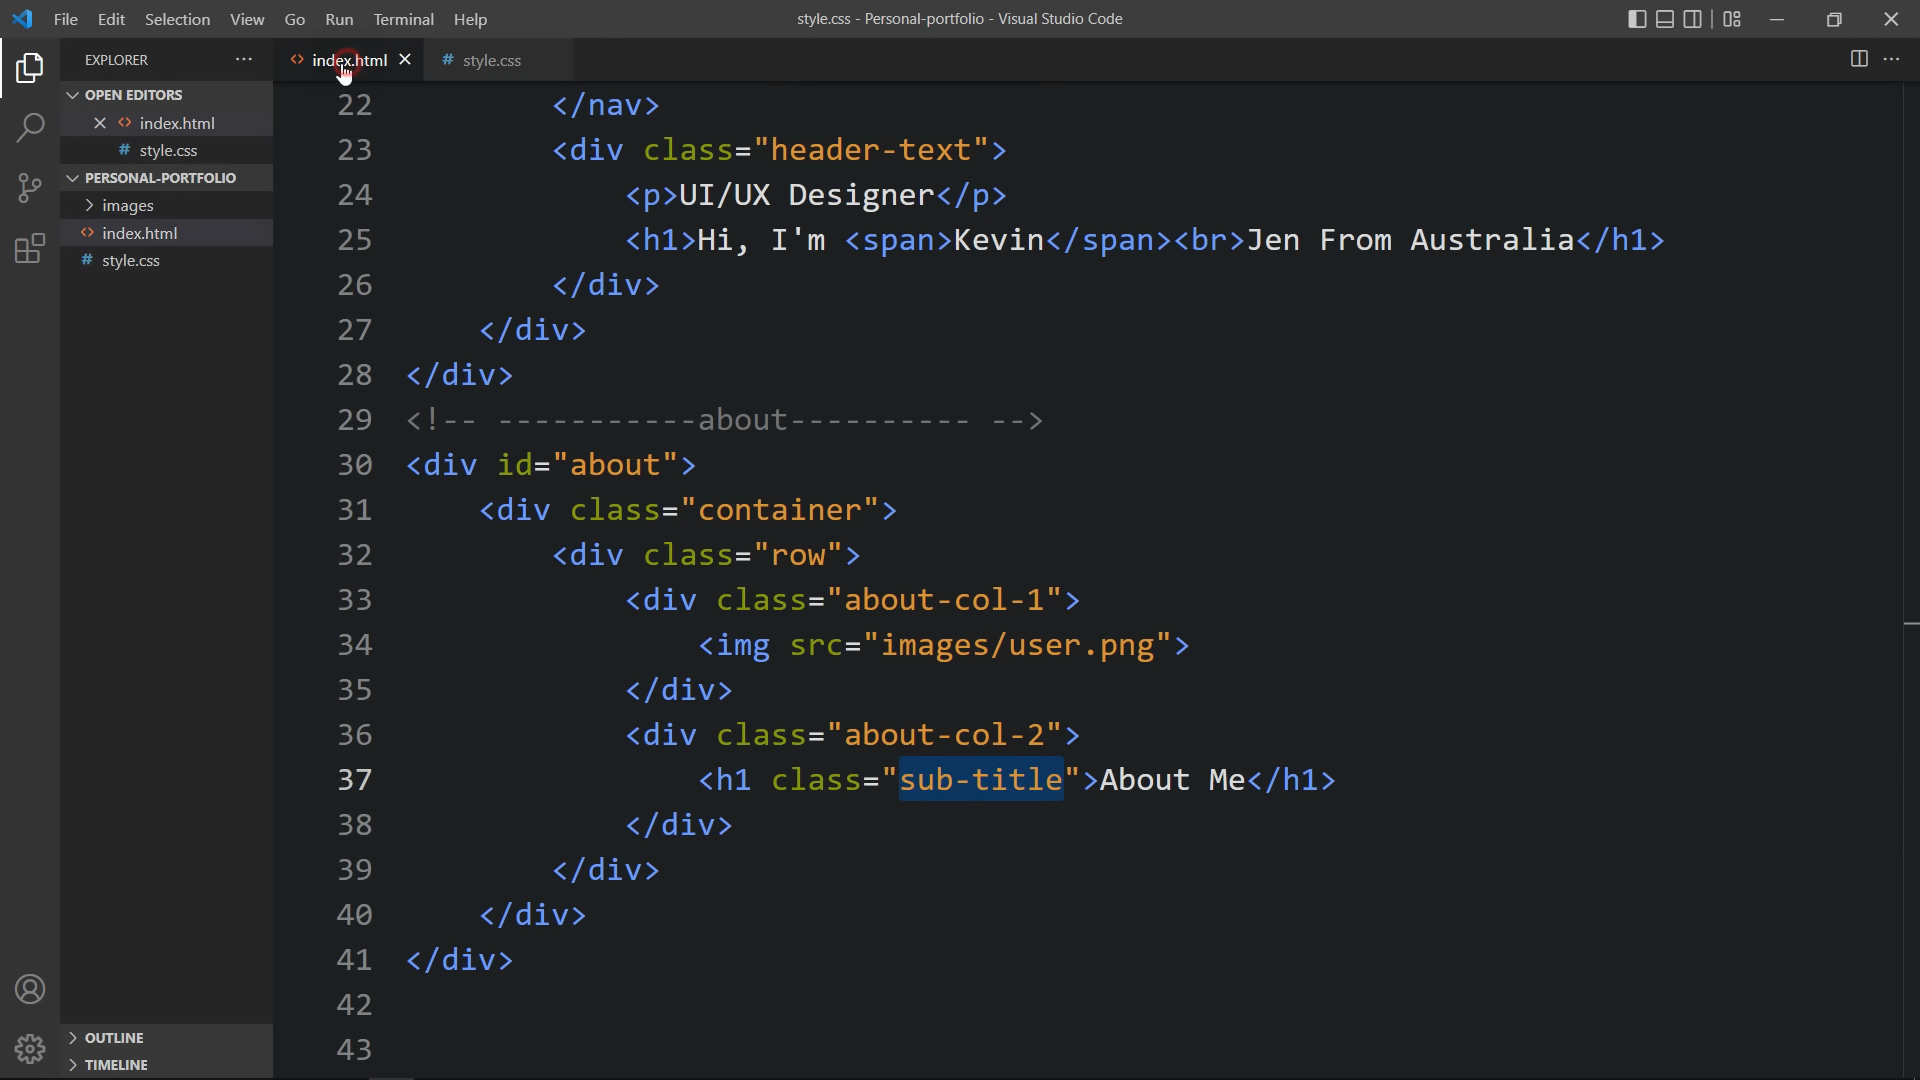 File Edit Selection View Go Run Terminal Help
style.css - Personal-portfolio - Visual Studio Code
EXPLORER
OPEN EDITORS
index.html
style.css
PERSONAL-PORTFOLIO
images
index.html
style.css
OUTLINE
TIMELINE
index.html
style.css
22 </nav>
23 <div class="header-text">
24 <p>UI/UX Designer</p>
25 <h1>Hi, I'm <span>Kevin</span><br>Jen From Australia</h1>
26 </div>
27 </div>
28 </div>
29 <!-- -----------about---------- -->
30 <div id="about">
31 <div class="container">
32 <div class="row">
33 <div class="about-col-1">
34 <img src="images/user.png">
35 </div>
36 <div class="about-col-2">
37 <h1 class="sub-title">About Me</h1>
38 </div>
39 </div>
40 </div>
41 </div>
42
43